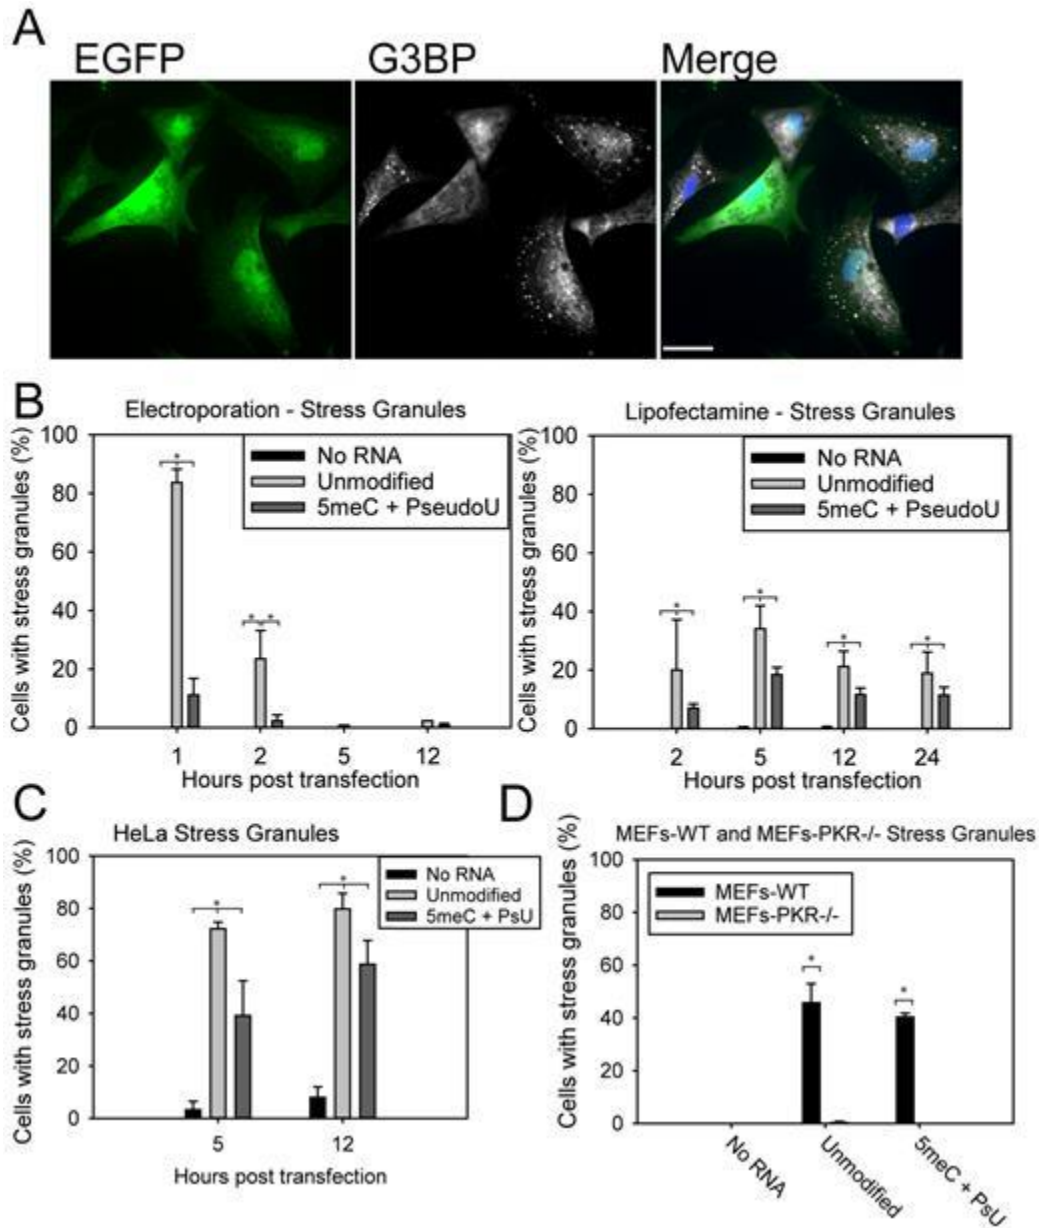 A
EGFP
G3BP
Merge
B
Electroporation - Stress Granules
Cells with stress granules (%)
100
80
60
40
20
0
No RNA
Unmodified
5meC + PseudoU
*
* *
1
2
5
12
Hours post transfection
Lipofectamine - Stress Granules
Cells with stress granules (%)
100
80
60
40
20
0
No RNA
Unmodified
5meC + PseudoU
*
*
*
*
2
5
12
24
Hours post transfection
C
HeLa Stress Granules
Cells with stress granules (%)
100
80
60
40
20
0
No RNA
Unmodified
5meC + PsU
*
*
5
12
Hours post transfection
D
MEFs-WT and MEFs-PKR-/- Stress Granules
Cells with stress granules (%)
100
80
60
40
20
0
MEFs-WT
MEFs-PKR-/-
*
*
No RNA
Unmodified
5meC + PsU